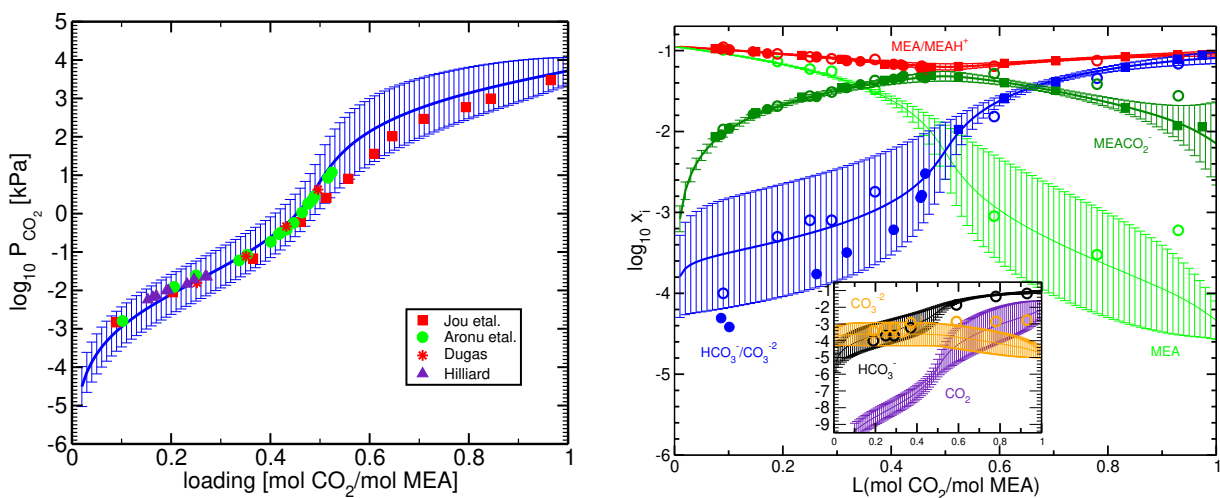 5
4
3
2
1
0
-1
-2
-3
-4
-5
-6
log₁₀ P_CO₂ [kPa]
0 0.2 0.4 0.6 0.8 1
loading [mol CO₂/mol MEA]
Jou etal.
Aronu etal.
Dugas
Hilliard
-1
-2
-3
-4
-5
-6
log₁₀ xᵢ
MEA/MEAH⁺
MEACO₂⁻
HCO₃⁻/CO₃⁻²
MEA
-1
-2
-3
-4
-5
-6
-7
-8
-9
CO₃⁻²
HCO₃⁻
CO₂
0 0.2 0.4 0.6 0.8 1
0 0.2 0.4 0.6 0.8 1
L(mol CO₂/mol MEA)